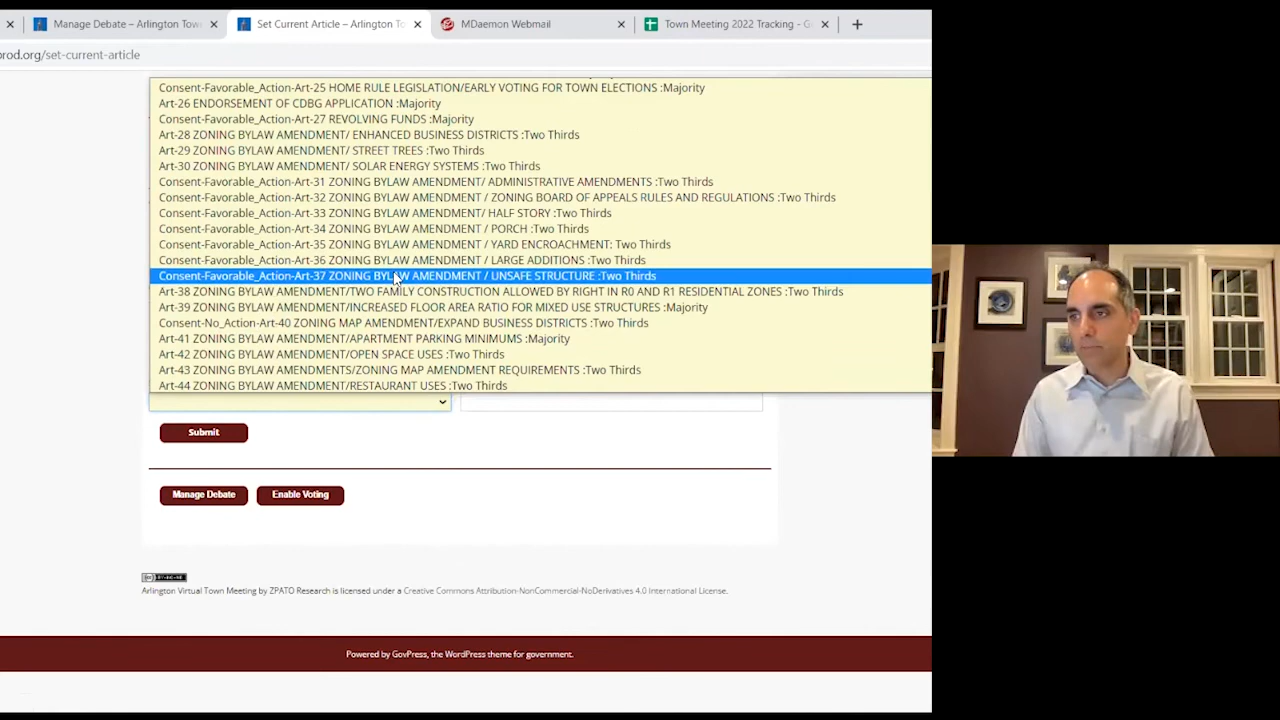 Manage Debate – Arlington Town
Set Current Article – Arlington To
MDaemon Webmail
Town Meeting 2022 Tracking - G
prod.org/set-current-article
Consent-Favorable_Action-Art-25 HOME RULE LEGISLATION/EARLY VOTING FOR TOWN ELECTIONS :Majority
Art-26 ENDORSEMENT OF CDBG APPLICATION :Majority
Consent-Favorable_Action-Art-27 REVOLVING FUNDS :Majority
Art-28 ZONING BYLAW AMENDMENT/ ENHANCED BUSINESS DISTRICTS :Two Thirds
Art-29 ZONING BYLAW AMENDMENT/ STREET TREES :Two Thirds
Art-30 ZONING BYLAW AMENDMENT/ SOLAR ENERGY SYSTEMS :Two Thirds
Consent-Favorable_Action-Art-31 ZONING BYLAW AMENDMENT/ ADMINISTRATIVE AMENDMENTS :Two Thirds
Consent-Favorable_Action-Art-32 ZONING BYLAW AMENDMENT / ZONING BOARD OF APPEALS RULES AND REGULATIONS :Two Thirds
Consent-Favorable_Action-Art-33 ZONING BYLAW AMENDMENT/ HALF STORY :Two Thirds
Consent-Favorable_Action-Art-34 ZONING BYLAW AMENDMENT / PORCH :Two Thirds
Consent-Favorable_Action-Art-35 ZONING BYLAW AMENDMENT / YARD ENCROACHMENT: Two Thirds
Consent-Favorable_Action-Art-36 ZONING BYLAW AMENDMENT / LARGE ADDITIONS :Two Thirds
Consent-Favorable_Action-Art-37 ZONING BYLAW AMENDMENT / UNSAFE STRUCTURE :Two Thirds
Art-38 ZONING BYLAW AMENDMENT/TWO FAMILY CONSTRUCTION ALLOWED BY RIGHT IN R0 AND R1 RESIDENTIAL ZONES :Two Thirds
Art-39 ZONING BYLAW AMENDMENT/INCREASED FLOOR AREA RATIO FOR MIXED USE STRUCTURES :Majority
Consent-No_Action-Art-40 ZONING MAP AMENDMENT/EXPAND BUSINESS DISTRICTS :Two Thirds
Art-41 ZONING BYLAW AMENDMENT/APARTMENT PARKING MINIMUMS :Majority
Art-42 ZONING BYLAW AMENDMENT/OPEN SPACE USES :Two Thirds
Art-43 ZONING BYLAW AMENDMENTS/ZONING MAP AMENDMENT REQUIREMENTS :Two Thirds
Art-44 ZONING BYLAW AMENDMENT/RESTAURANT USES :Two Thirds
Submit
Manage Debate
Enable Voting
Arlington Virtual Town Meeting by ZPATO Research is licensed under a Creative Commons Attribution-NonCommercial-NoDerivatives 4.0 International License.
Powered by GovPress, the WordPress theme for government.